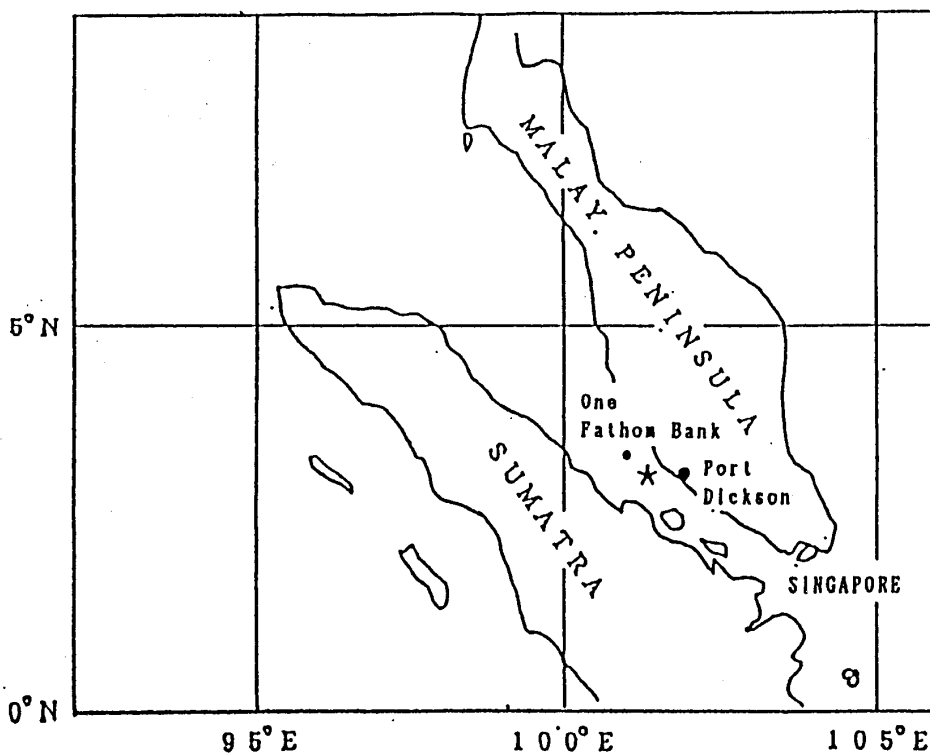 MALAY. PENINSULA
5°N
One
Fathom Bank
Port
Dickson
SUMATRA
SINGAPORE
0°N
95°E
100°E
105°E